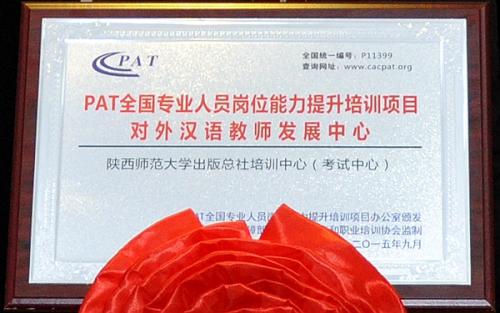 PAT
全国统一编号：P11399
查询网址：www.cacpat.org
PAT全国专业人员岗位能力提升培训项目
对外汉语教师发展中心
陕西师范大学出版总社培训中心（考试中心）
PAT全国专业人员岗 力提升培训项目办公室颁发
和职业培训协会监制
二〇一五年九月